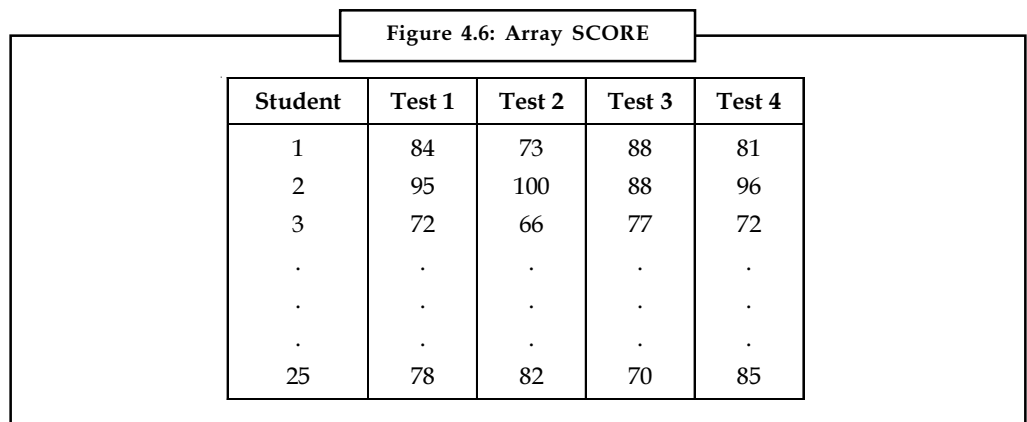 Figure 4.6: Array SCORE
Student Test 1 Test 2 Test 3 Test 4
1 84 73 88 81
2 95 100 88 96
3 72 66 77 72
. . . . .
. . . . .
. . . . .
25 78 82 70 85